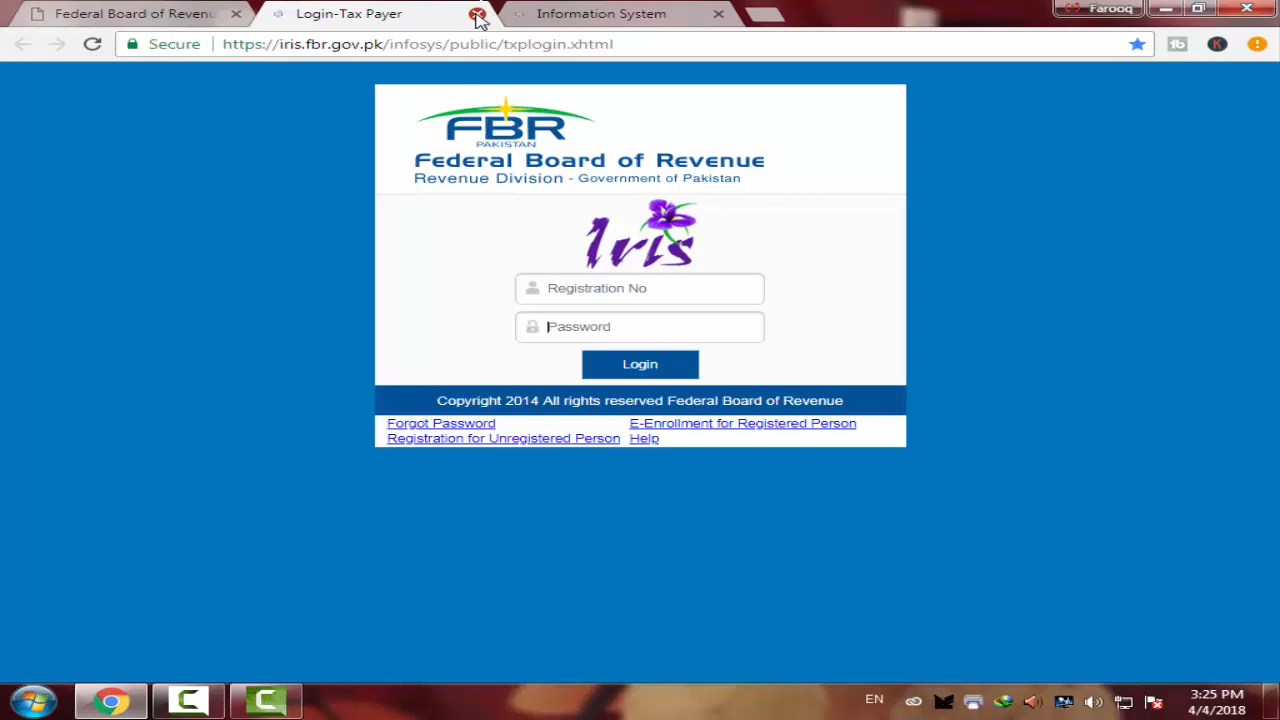 Federal Board of Revenu
Login-Tax Payer
Information System
Farooq
Secure
https://iris.fbr.gov.pk/infosys/public/txplogin.xhtml
FBR
PAKISTAN
Federal Board of Revenue
Revenue Division - Government of Pakistan
Iris
Registration No
Password
Login
Copyright 2014 All rights reserved Federal Board of Revenue
Forgot Password
E-Enrollment for Registered Person
Registration for Unregistered Person
Help
EN
3:25 PM
4/4/2018